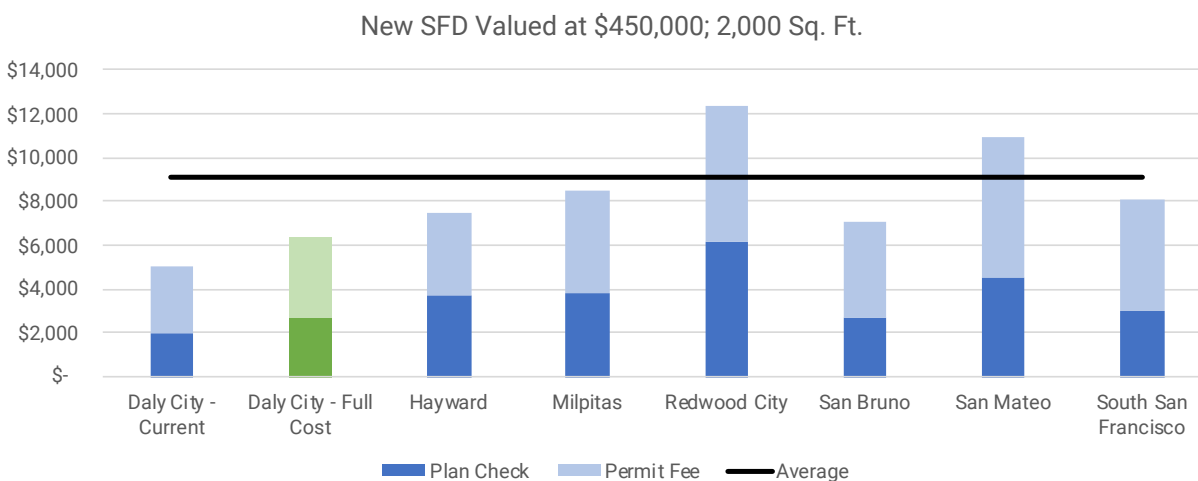 New SFD Valued at $450,000; 2,000 Sq. Ft.
$14,000
$12,000
$10,000
$8,000
$6,000
$4,000
$2,000
$-
Daly City - Current
Daly City - Full Cost
Hayward
Milpitas
Redwood City
San Bruno
San Mateo
South San Francisco
Plan Check
Permit Fee
Average